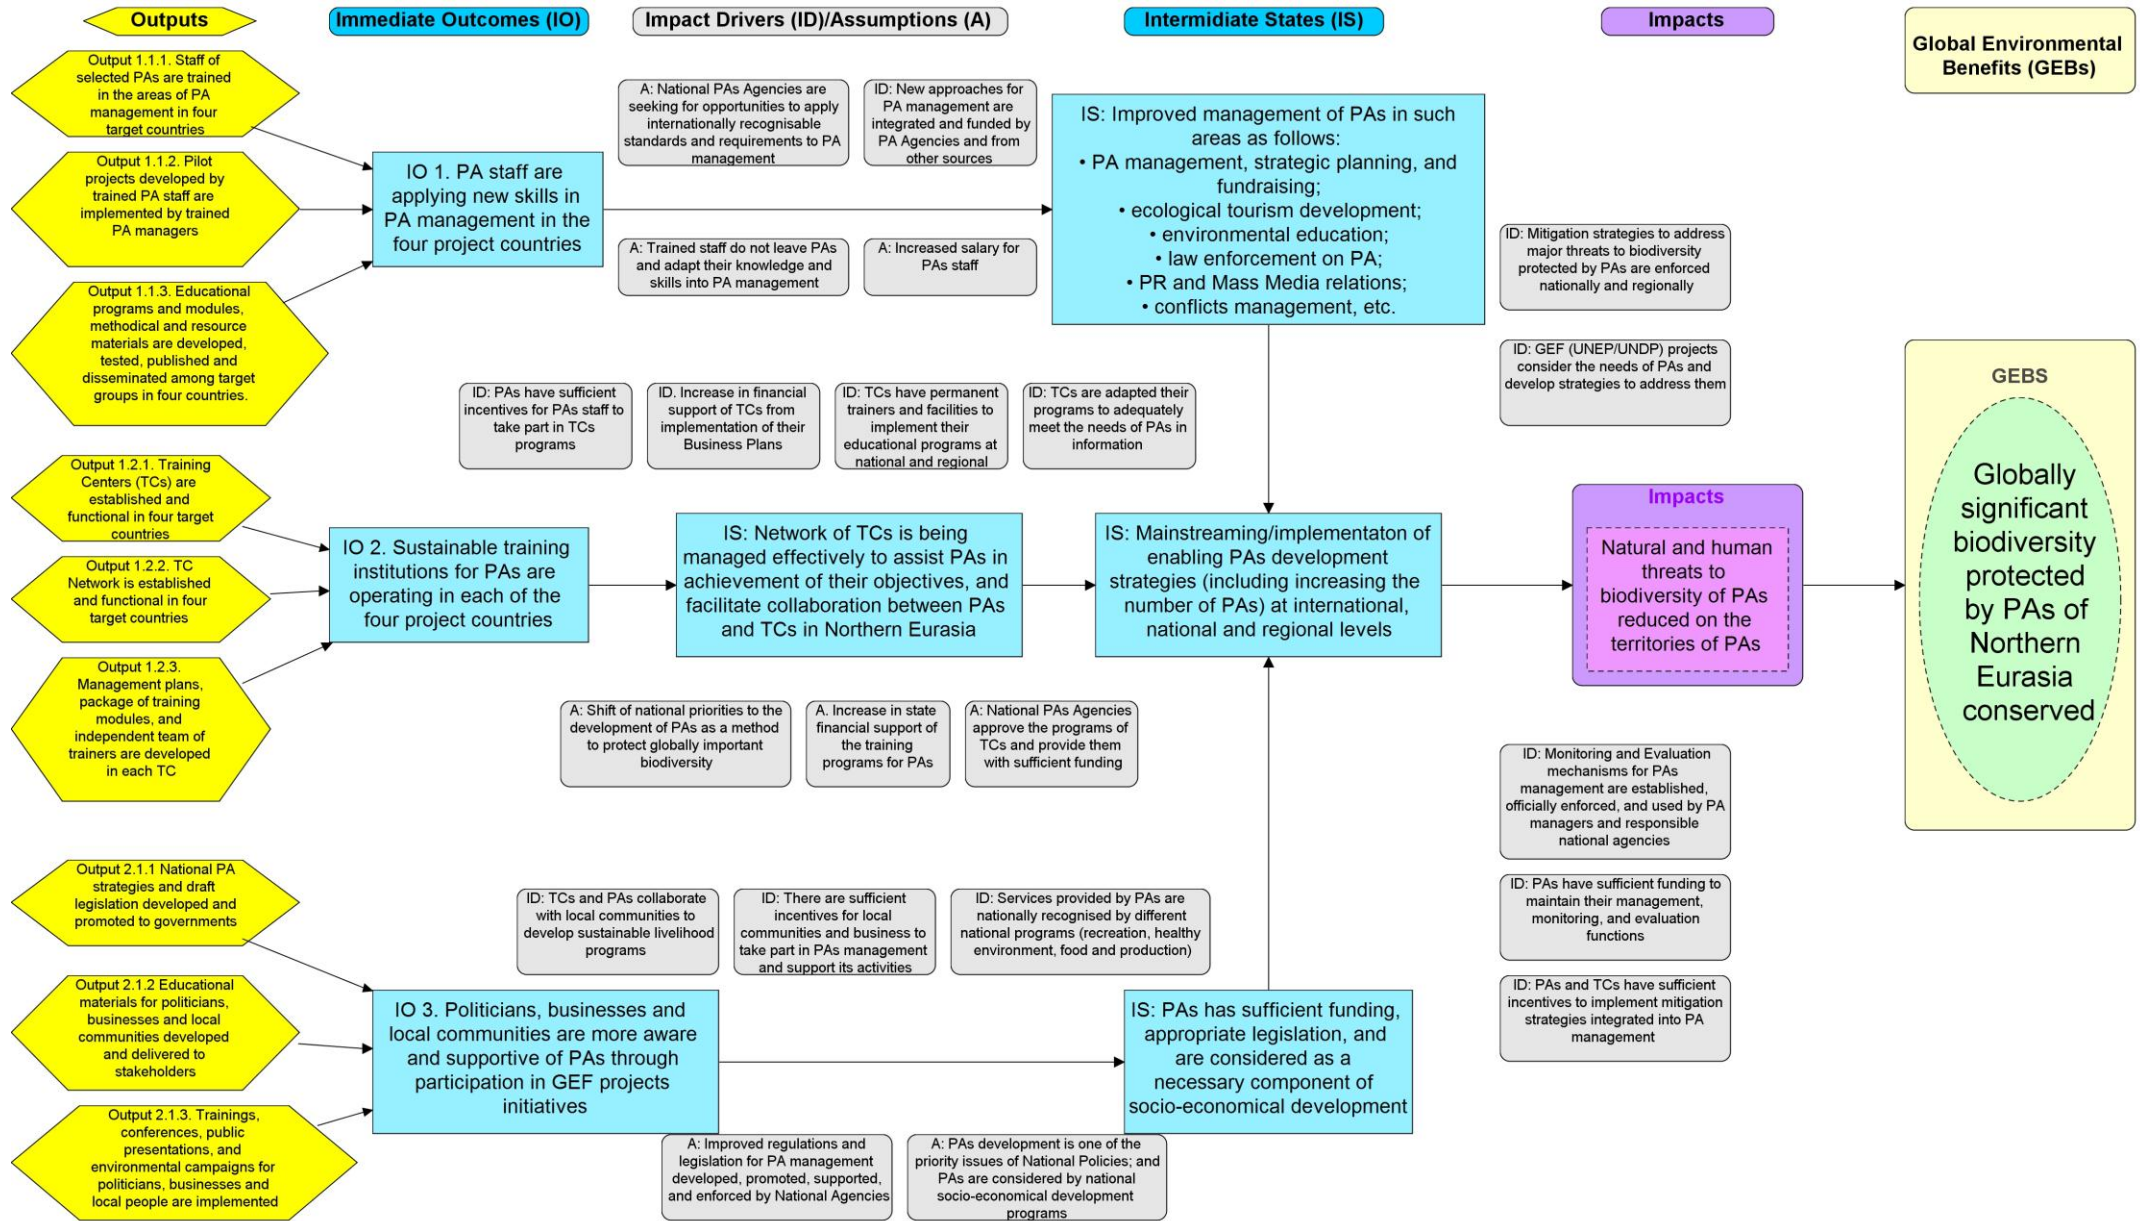 Outputs
Immediate Outcomes (IO)
Impact Drivers (ID)/Assumptions (A)
Intermidiate States (IS)
Impacts
Global Environmental
Benefits (GEBs)
Output 1.1.1. Staff of
selected PAs are trained
in the areas of PA
management in four
target countries
Output 1.1.2. Pilot
projects developed by
trained PA staff are
implemented by trained
PA managers
Output 1.1.3. Educational
programs and modules,
methodical and resource
materials are developed,
tested, published and
disseminated among target
groups in four countries.
IO 1. PA staff are
applying new skills in
PA management in the
four project countries
A: National PAs Agencies are
seeking for opportunities to apply
internationally recognisable
standards and requirements to PA
management
ID: New approaches for
PA management are
integrated and funded by
PA Agencies and from
other sources
A: Trained staff do not leave PAs
and adapt their knowledge and
skills into PA management
A: Increased salary for
PAs staff
IS: Improved management of PAs in such
areas as follows:
• PA management, strategic planning, and
fundraising;
• ecological tourism development;
• environmental education;
• law enforcement on PA;
• PR and Mass Media relations;
• conflicts management, etc.
ID: Mitigation strategies to address
major threats to biodiversity
protected by PAs are enforced
nationally and regionally
ID: GEF (UNEP/UNDP) projects
consider the needs of PAs and
develop strategies to address them
ID: PAs have sufficient
incentives for PAs staff to
take part in TCs
programs
ID. Increase in financial
support of TCs from
implementation of their
Business Plans
ID: TCs have permanent
trainers and facilities to
implement their
educational programs at
national and regional
ID: TCs are adapted their
programs to adequately
meet the needs of PAs in
information
Output 1.2.1. Training
Centers (TCs) are
established and
functional in four target
countries
Output 1.2.2. TC
Network is established
and functional in four
target countries
Output 1.2.3.
Management plans,
package of training
modules, and
independent team of
trainers are developed
in each TC
IO 2. Sustainable training
institutions for PAs are
operating in each of the
four project countries
IS: Network of TCs is being
managed effectively to assist PAs in
achievement of their objectives, and
facilitate collaboration between PAs
and TCs in Northern Eurasia
IS: Mainstreaming/implementaton of
enabling PAs development
strategies (including increasing the
number of PAs) at international,
national and regional levels
Impacts
Natural and human
threats to
biodiversity of PAs
reduced on the
territories of PAs
GEBS
Globally
significant
biodiversity
protected
by PAs of
Northern
Eurasia
conserved
A: Shift of national priorities to the
development of PAs as a method
to protect globally important
biodiversity
A. Increase in state
financial support of
the training
programs for PAs
A: National PAs Agencies
approve the programs of
TCs and provide them
with sufficient funding
ID: Monitoring and Evaluation
mechanisms for PAs
management are established,
officially enforced, and used by PA
managers and responsible
national agencies
ID: PAs have sufficient funding to
maintain their management,
monitoring, and evaluation
functions
ID: PAs and TCs have sufficient
incentives to implement mitigation
strategies integrated into PA
management
Output 2.1.1 National PA
strategies and draft
legislation developed and
promoted to governments
Output 2.1.2 Educational
materials for politicians,
businesses and local
communities developed
and delivered to
stakeholders
Output 2.1.3. Trainings,
conferences, public
presentations, and
environmental campaigns for
politicians, businesses and
local people are implemented
ID: TCs and PAs collaborate
with local communities to
develop sustainable livelihood
programs
ID: There are sufficient
incentives for local
communities and business to
take part in PAs management
and support its activities
ID: Services provided by PAs are
nationally recognised by different
national programs (recreation, healthy
environment, food and production)
IO 3. Politicians, businesses and
local communities are more aware
and supportive of PAs through
participation in GEF projects
initiatives
IS: PAs has sufficient funding,
appropriate legislation, and
are considered as a
necessary component of
socio-economical development
A: Improved regulations and
legislation for PA management
developed, promoted, supported,
and enforced by National Agencies
A: PAs development is one of the
priority issues of National Policies; and
PAs are considered by national
socio-economical development
programs